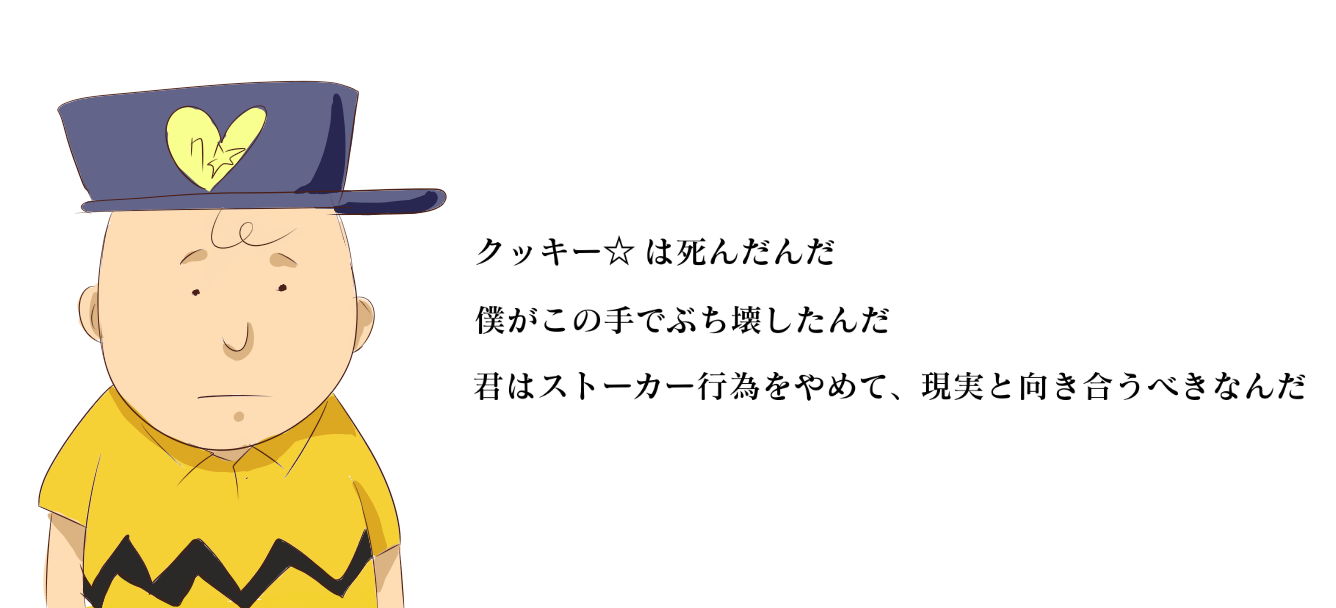 ク☆
クッキー☆ は死んだんだ
僕がこの手でぶち壊したんだ
君はストーカー行為をやめて、現実と向き合うべきなんだ